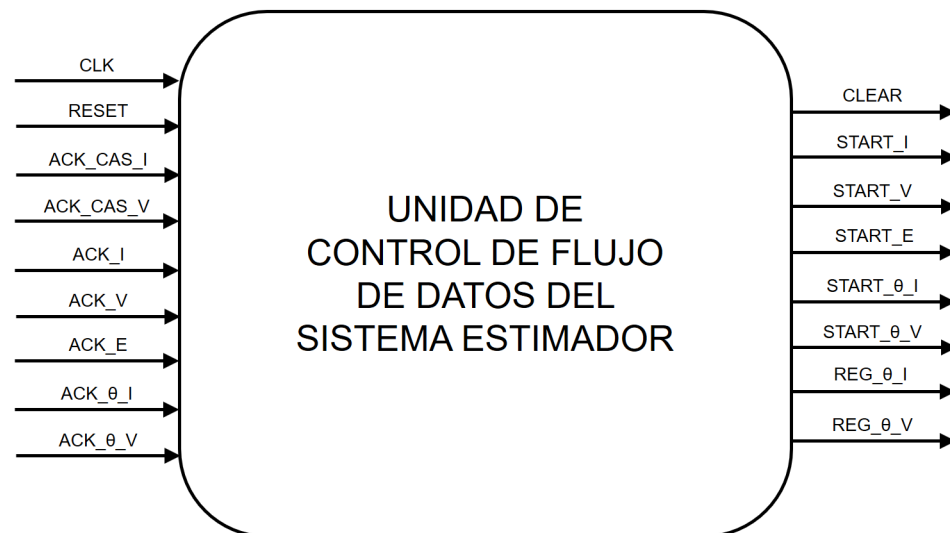 CLK
RESET
ACK_CAS_I
ACK_CAS_V
ACK_I
ACK_V
ACK_E
ACK_θ_I
ACK_θ_V
UNIDAD DE
CONTROL DE FLUJO
DE DATOS DEL
SISTEMA ESTIMADOR
CLEAR
START_I
START_V
START_E
START_θ_I
START_θ_V
REG_θ_I
REG_θ_V